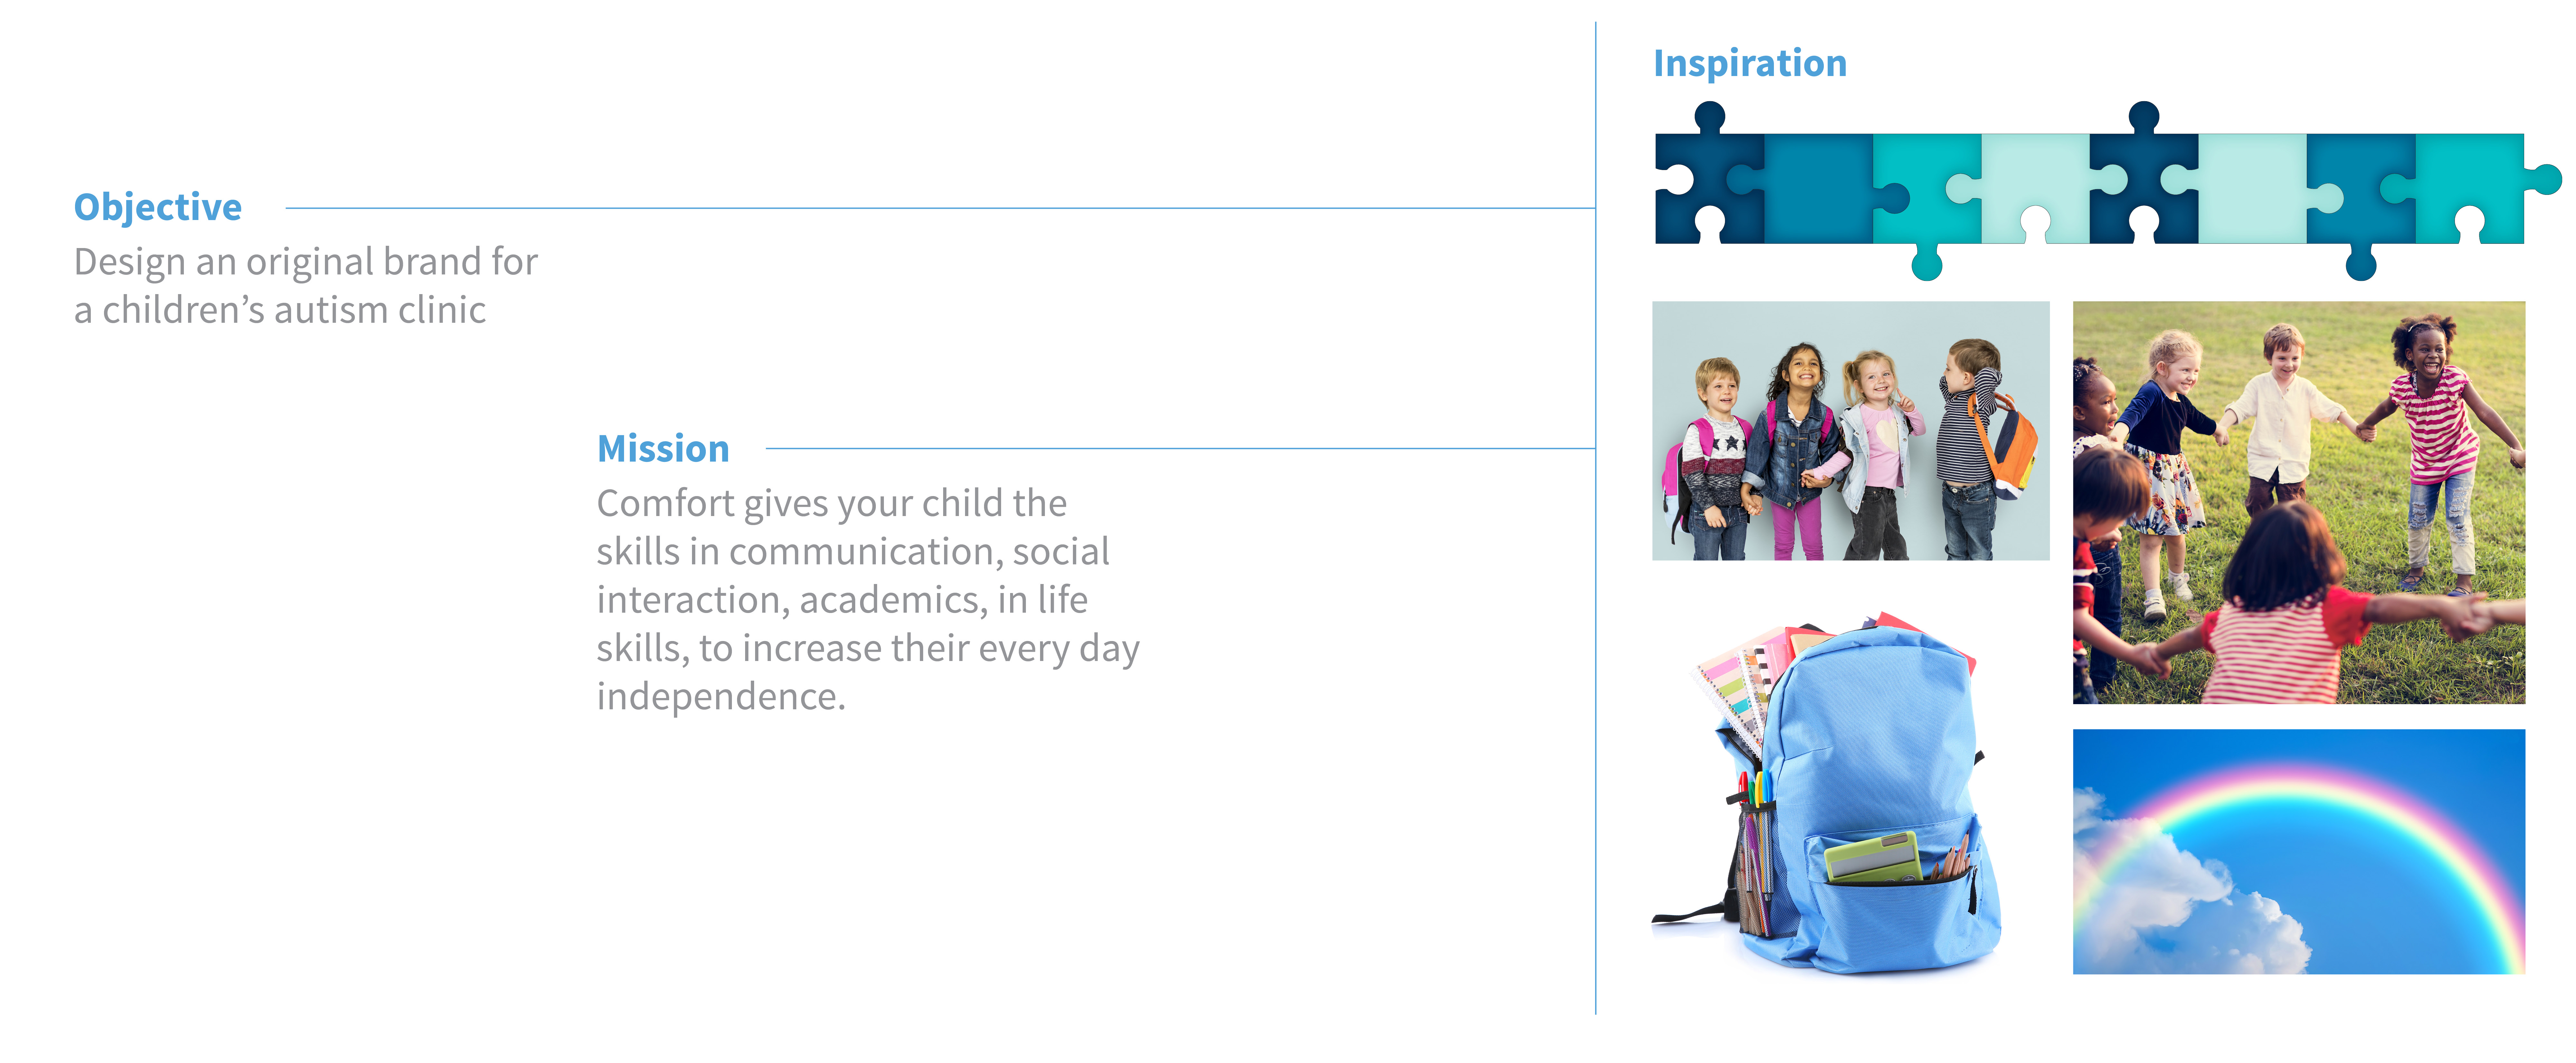 Objective
Design an original brand for
a children’s autism clinic
Mission
Comfort gives your child the
skills in communication, social
interaction, academics, in life
skills, to increase their every day
independence.
Inspiration